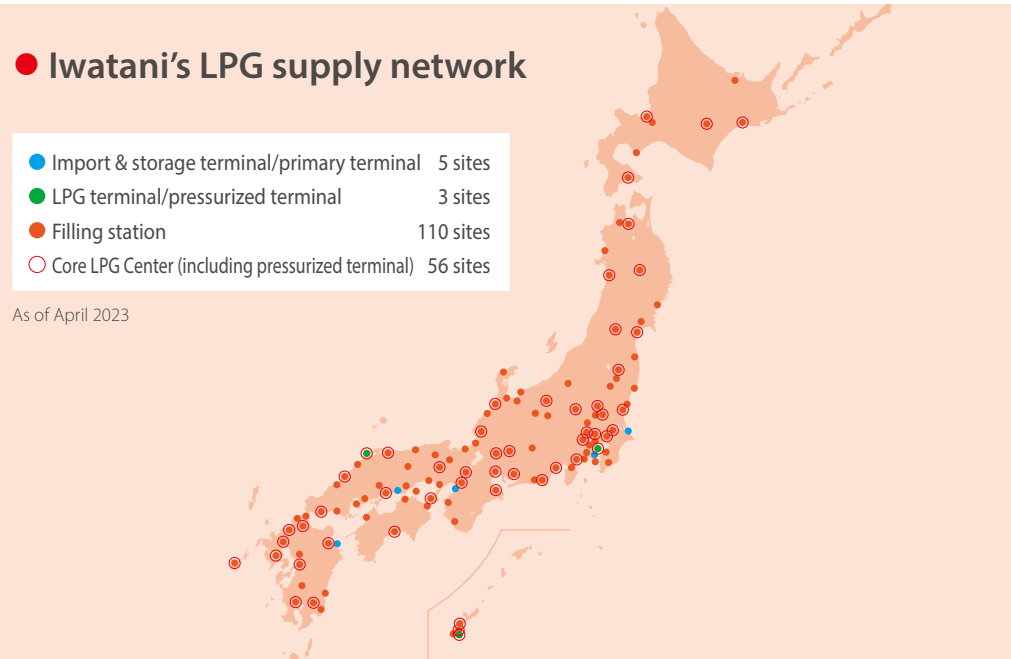 Iwatani’s LPG supply network
Import & storage terminal/primary terminal 5 sites
LPG terminal/pressurized terminal 3 sites
Filling station 110 sites
Core LPG Center (including pressurized terminal) 56 sites
As of April 2023